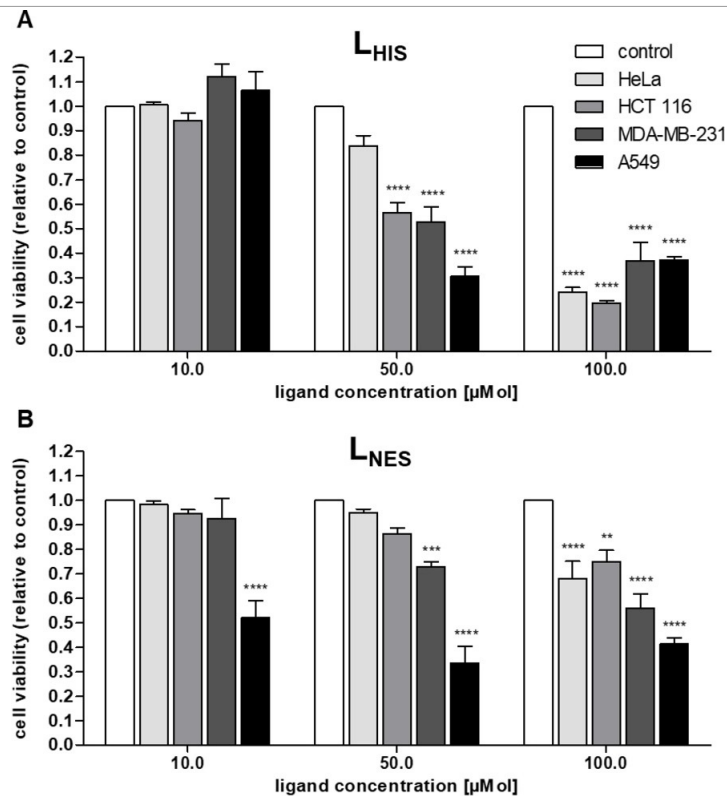 A
L_HIS
control
HeLa
HCT 116
MDA-MB-231
A549
cell viability (relative to control)
1.2
1.1
1.0
0.9
0.8
0.7
0.6
0.5
0.4
0.3
0.2
0.1
0.0
**** ****
****
**** **** **** ****
10.0 50.0 100.0
ligand concentration [µMol]
B
L_NES
cell viability (relative to control)
1.2
1.1
1.0
0.9
0.8
0.7
0.6
0.5
0.4
0.3
0.2
0.1
0.0
****
***
****
**** ** **** ****
10.0 50.0 100.0
ligand concentration [µMol]